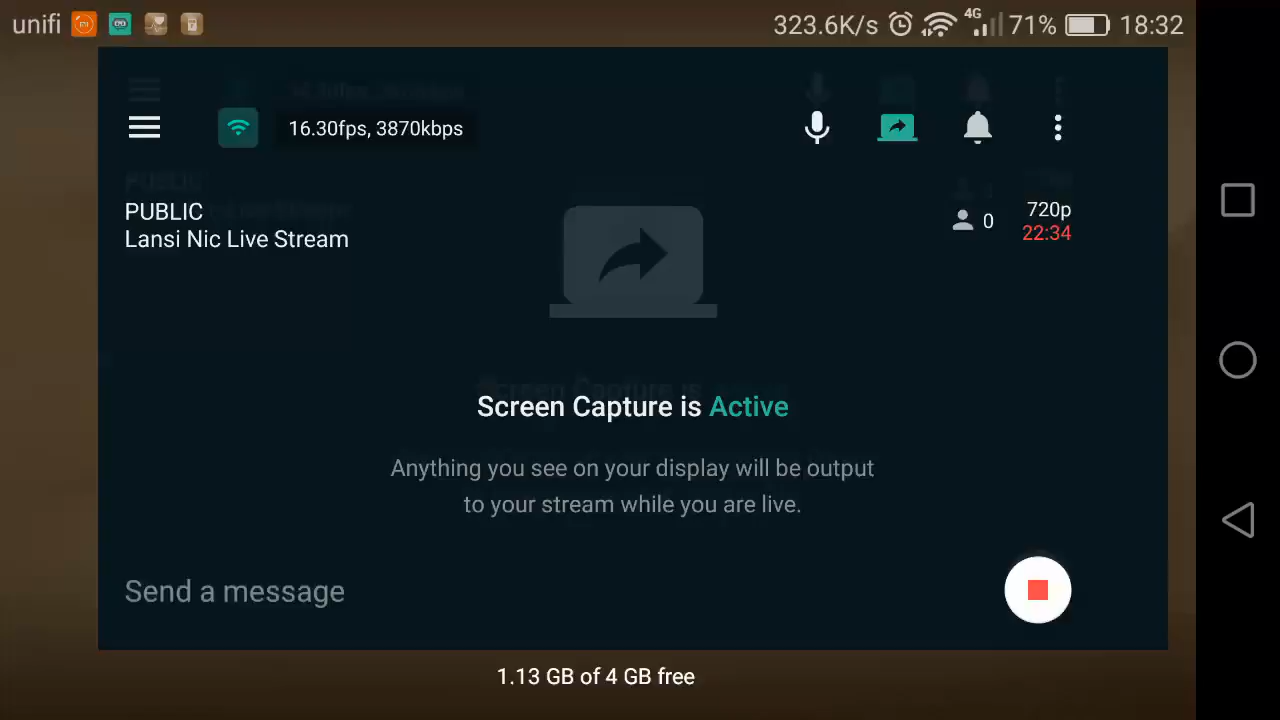 unifi 323.6K/s 4G 71% 18:32
16.30fps, 3870kbps
PUBLIC
Lansi Nic Live Stream
0
720p
22:34
Screen Capture is Active
Anything you see on your display will be output
to your stream while you are live.
Send a message
1.13 GB of 4 GB free